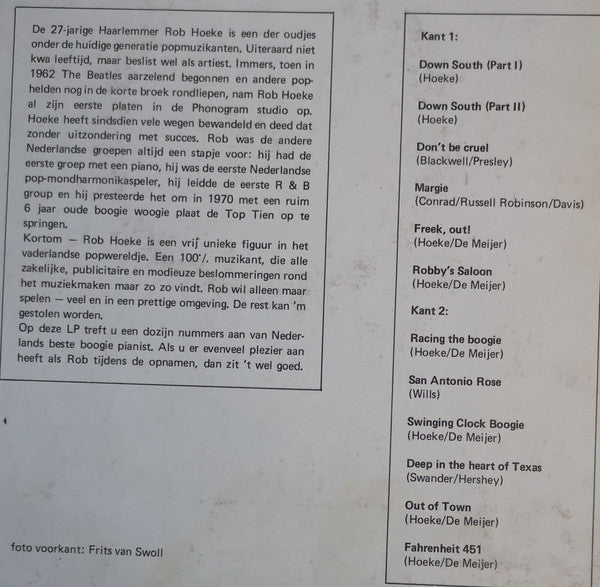 De 27-jarige Haarlemmer Rob Hoeke is een der oudjes
onder de huidige generatie popmuzikanten. Uiteraard niet
kwa leeftijd, maar beslist wel als artiest. Immers, toen in
1962 The Beatles aarzelend begonnen en andere pop-
helden nog in de korte broek rondliepen, nam Rob Hoeke
al zijn eerste platen in de Phonogram studio op.
Hoeke heeft sindsdien vele wegen bewandeld en deed dat
zonder uitzondering met succes. Rob was de andere
Nederlandse groepen altijd een stapje voor: hij had de
eerste groep met een piano, hij was de eerste Nederlandse
pop-mondharmonikaspeler, hij leidde de eerste R & B
group en hij presteerde het om in 1970 met een ruim
6 jaar oude boogie woogie plaat de Top Tien op te
springen.
Kortom — Rob Hoeke is een vrij unieke figuur in het
vaderlandse popwereldje. Een 100% muzikant, die alle
zakelijke, publicitaire en modieuze beslommeringen rond
het muziekmaken maar zo zo vindt. Rob wil alleen maar
spelen — veel en in een prettige omgeving. De rest kan 'm
gestolen worden.
Op deze LP treft u een dozijn nummers aan van Neder-
lands beste boogie pianist. Als u er evenveel plezier aan
heeft als Rob tijdens de opnamen, dan zit 't wel goed.
foto voorkant: Frits van Swoll
Kant 1:
Down South (Part I)
(Hoeke)
Down South (Part II)
(Hoeke)
Don't be cruel
(Blackwell/Presley)
Margie
(Conrad/Russell Robinson/Davis)
Freek, out!
(Hoeke/De Meijer)
Robby's Saloon
(Hoeke/De Meijer)
Kant 2:
Racing the boogie
(Hoeke/De Meijer)
San Antonio Rose
(Wills)
Swinging Clock Boogie
(Hoeke/De Meijer)
Deep in the heart of Texas
(Swander/Hershey)
Out of Town
(Hoeke/De Meijer)
Fahrenheit 451
(Hoeke/De Meijer)